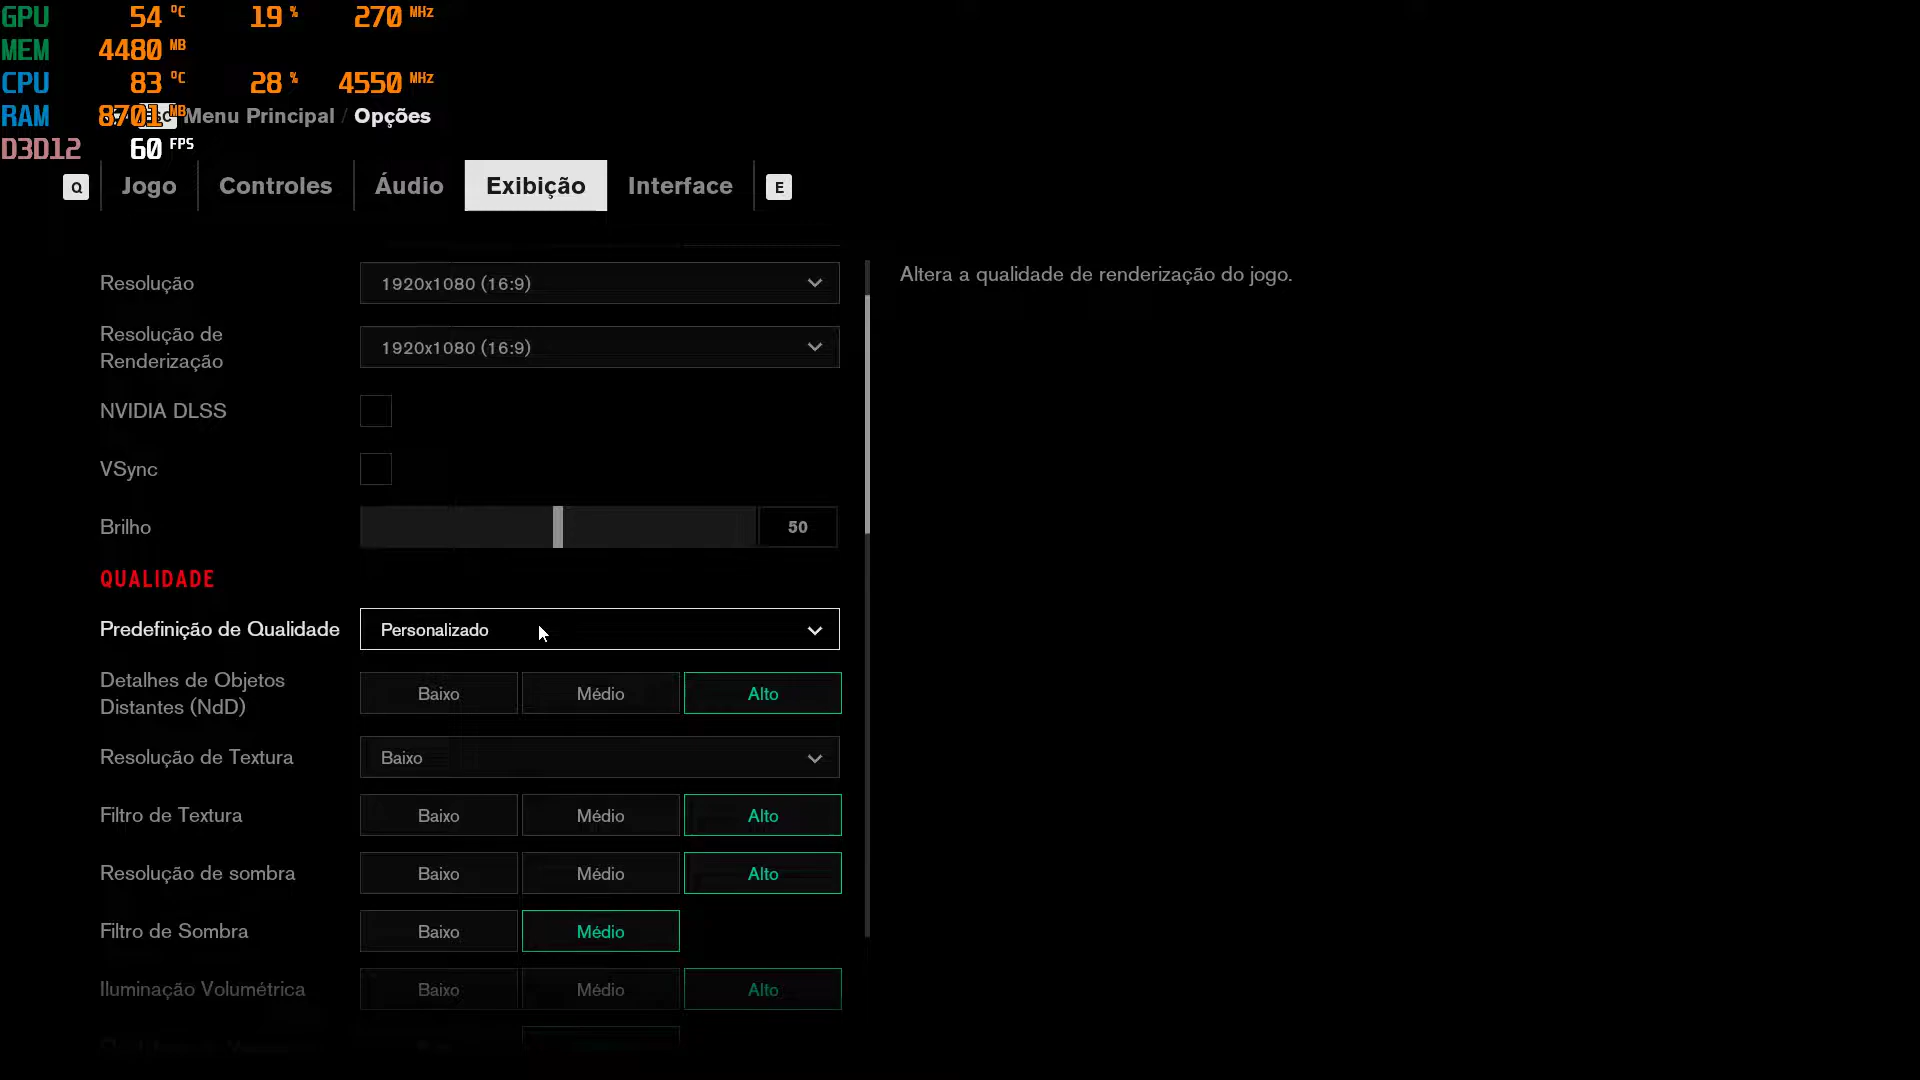 GPU 54 °C 19 % 270 MHz
MEM 4480 MB
CPU 83 °C 28 % 4550 MHz
RAM 8701 MB
Menu Principal / Opções
D3D12 60 FPS
Q Jogo Controles Áudio Exibição Interface E
Resolução 1920x1080 (16:9)
Altera a qualidade de renderização do jogo.
Resolução de
Renderização
1920x1080 (16:9)
NVIDIA DLSS
VSync
Brilho 50
QUALIDADE
Predefinição de Qualidade Personalizado
Detalhes de Objetos
Distantes (NdD)
Baixo Médio Alto
Resolução de Textura Baixo
Filtro de Textura Baixo Médio Alto
Resolução de sombra Baixo Médio Alto
Filtro de Sombra Baixo Médio
Iluminação Volumétrica Baixo Médio Alto